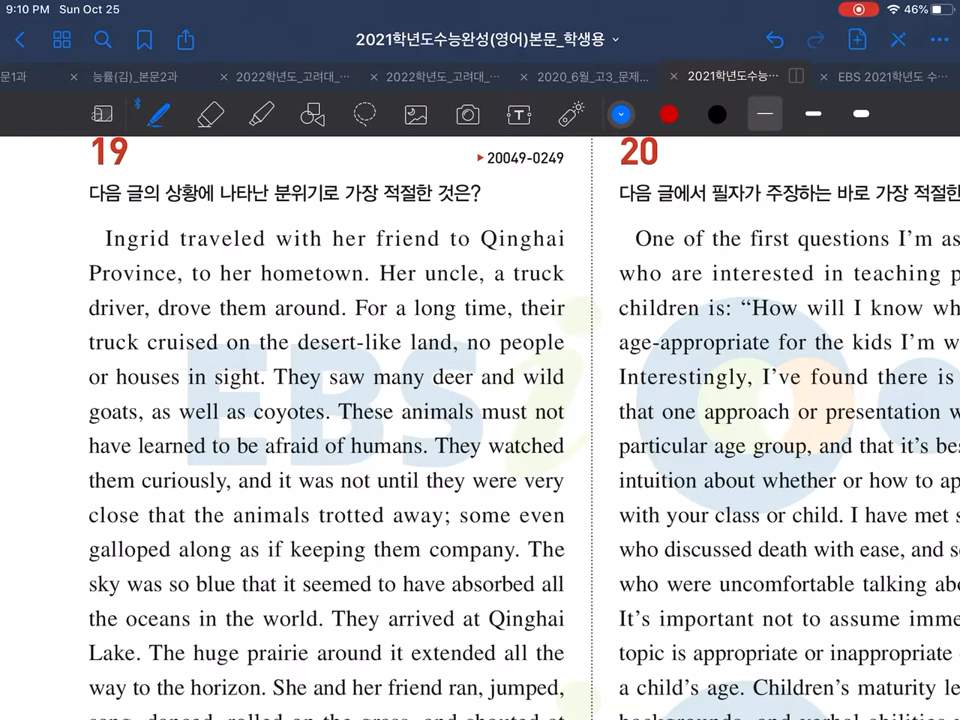 9:10 PM Sun Oct 25
46%
2021학년도수능완성(영어)본문_학생용
문1과
능률(김)_본문2과
2022학년도_고려대_···
2022학년도_고려대_···
2020_6월_고3_문제...
2021학년도수능···
EBS 2021학년도 수···
T
19
20049-0249
다음 글의 상황에 나타난 분위기로 가장 적절한 것은?
Ingrid traveled with her friend to Qinghai
Province, to her hometown. Her uncle, a truck
driver, drove them around. For a long time, their
truck cruised on the desert-like land, no people
or houses in sight. They saw many deer and wild
goats, as well as coyotes. These animals must not
have learned to be afraid of humans. They watched
them curiously, and it was not until they were very
close that the animals trotted away; some even
galloped along as if keeping them company. The
sky was so blue that it seemed to have absorbed all
the oceans in the world. They arrived at Qinghai
Lake. The huge prairie around it extended all the
way to the horizon. She and her friend ran, jumped,
sang, danced, rolled on the grass, and shouted at
20
다음 글에서 필자가 주장하는 바로 가장 적절한
One of the first questions I'm as
who are interested in teaching p
children is: “How will I know wh
age-appropriate for the kids I'm w
Interestingly, I've found there is
that one approach or presentation w
particular age group, and that it's bes
intuition about whether or how to ap
with your class or child. I have met s
who discussed death with ease, and s
who were uncomfortable talking abo
It's important not to assume imme
topic is appropriate or inappropriate
a child's age. Children's maturity le
backgrounds, and verbal abilities
EBSi